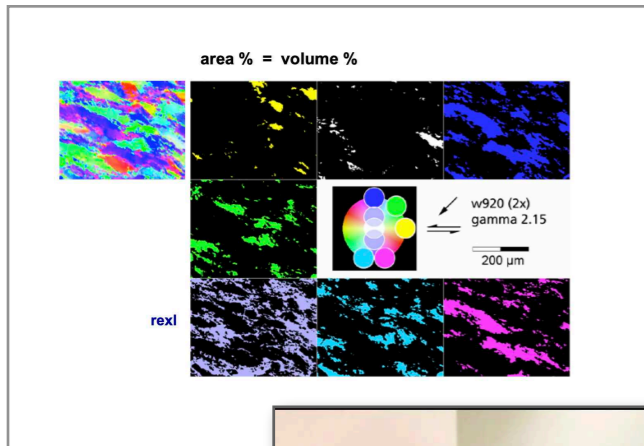 area % = volume %
w920 (2x)
gamma 2.15
200 µm
rexl